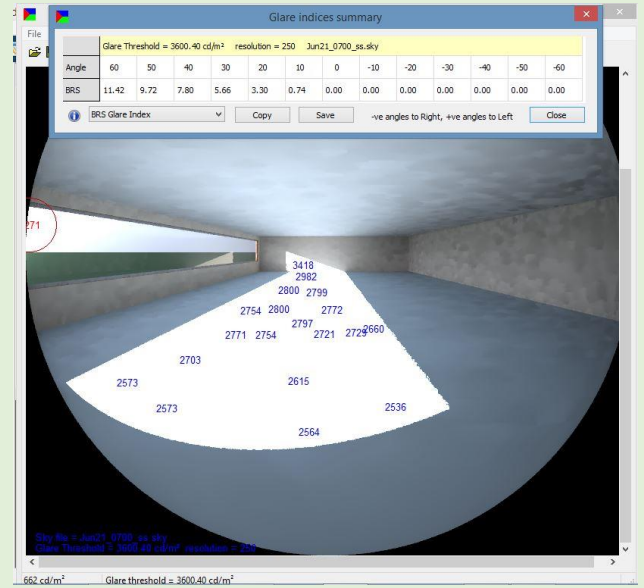 Glare indices summary
File
Glare Threshold = 3600.40 cd/m² resolution = 250 Jun21_0700_ss.sky
Angle 60 50 40 30 20 10 0 -10 -20 -30 -40 -50 -60
BRS 11.42 9.72 7.80 5.66 3.30 0.74 0.00 0.00 0.00 0.00 0.00 0.00 0.00
BRS Glare Index Copy Save -ve angles to Right, +ve angles to Left Close
271
3418
2982
2800 2799
2754 2800 2772
2797
2771 2754 2721 2729 2660
2703
2573 2615
2573 2536
2564
Sky file = Jun21_0700_ss.sky
Glare Threshold = 3600.40 cd/m² resolution = 250
662 cd/m² Glare threshold = 3600.40 cd/m²